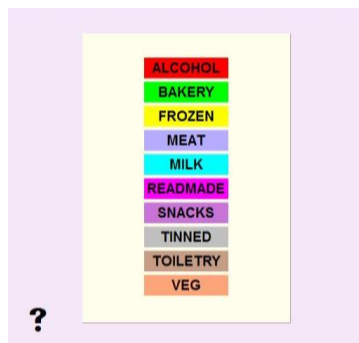 ALCOHOL
BAKERY
FROZEN
MEAT
MILK
READMADE
SNACKS
TINNED
TOILETRY
VEG
?